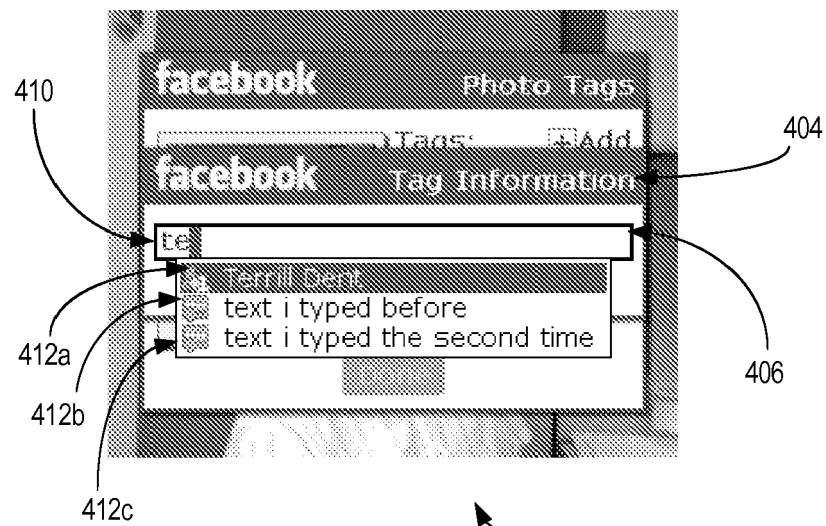 facebook Photo Tags
Tags: +Add
facebook Tag Information
te
Terrill Dent
text i typed before
text i typed the second time
410
404
412a
412b
412c
406